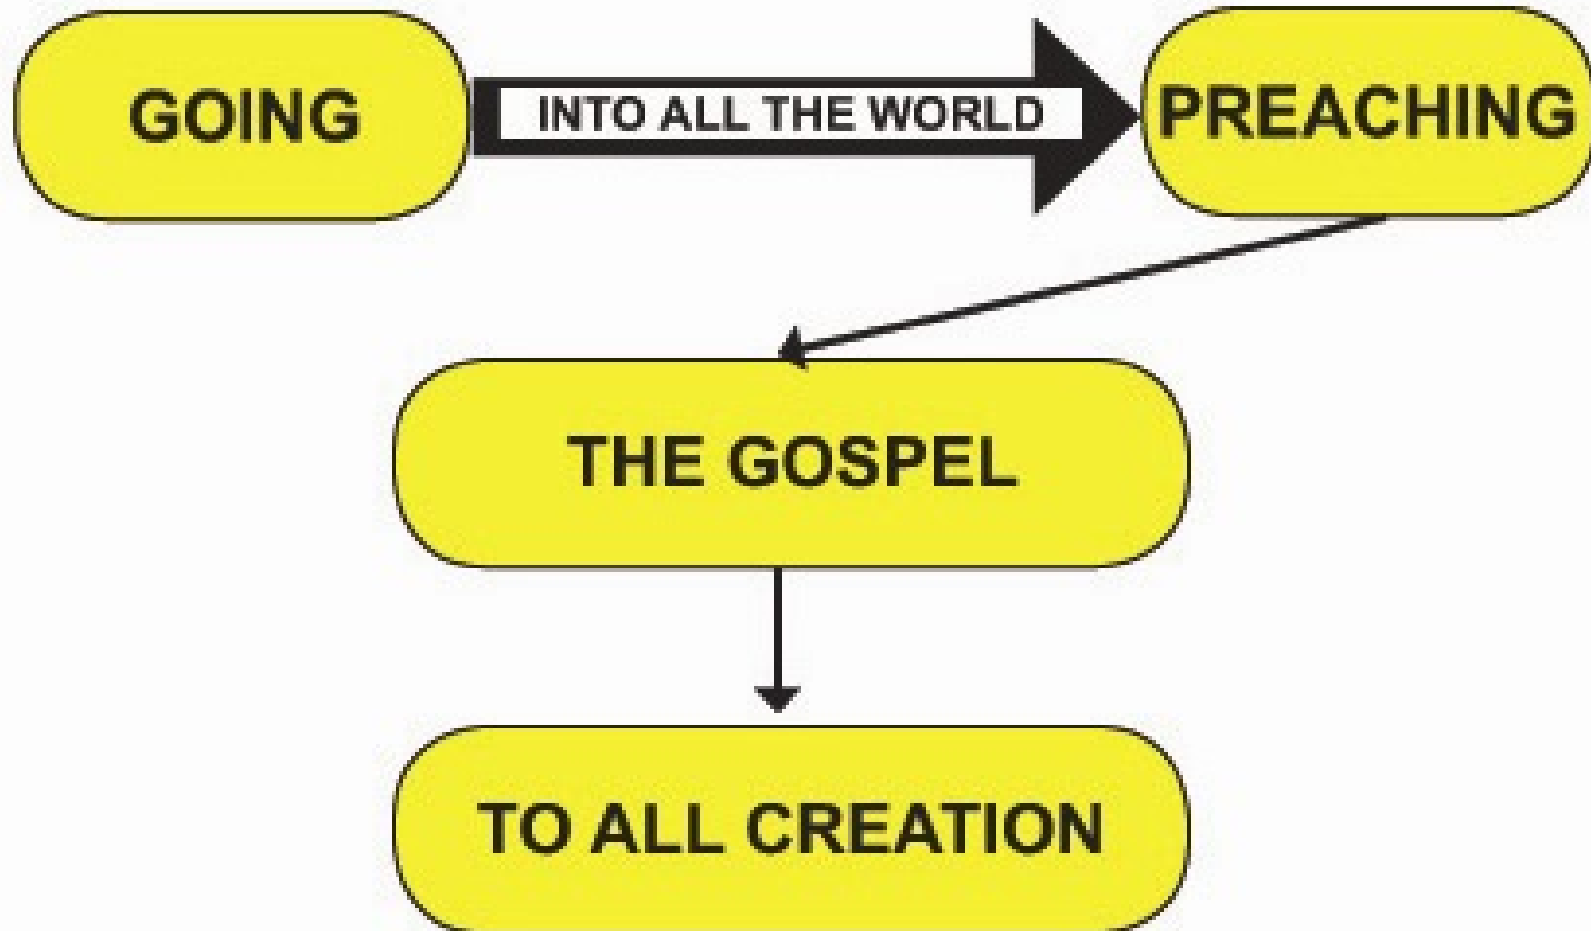 GOING
INTO ALL THE WORLD
PREACHING
THE GOSPEL
TO ALL CREATION